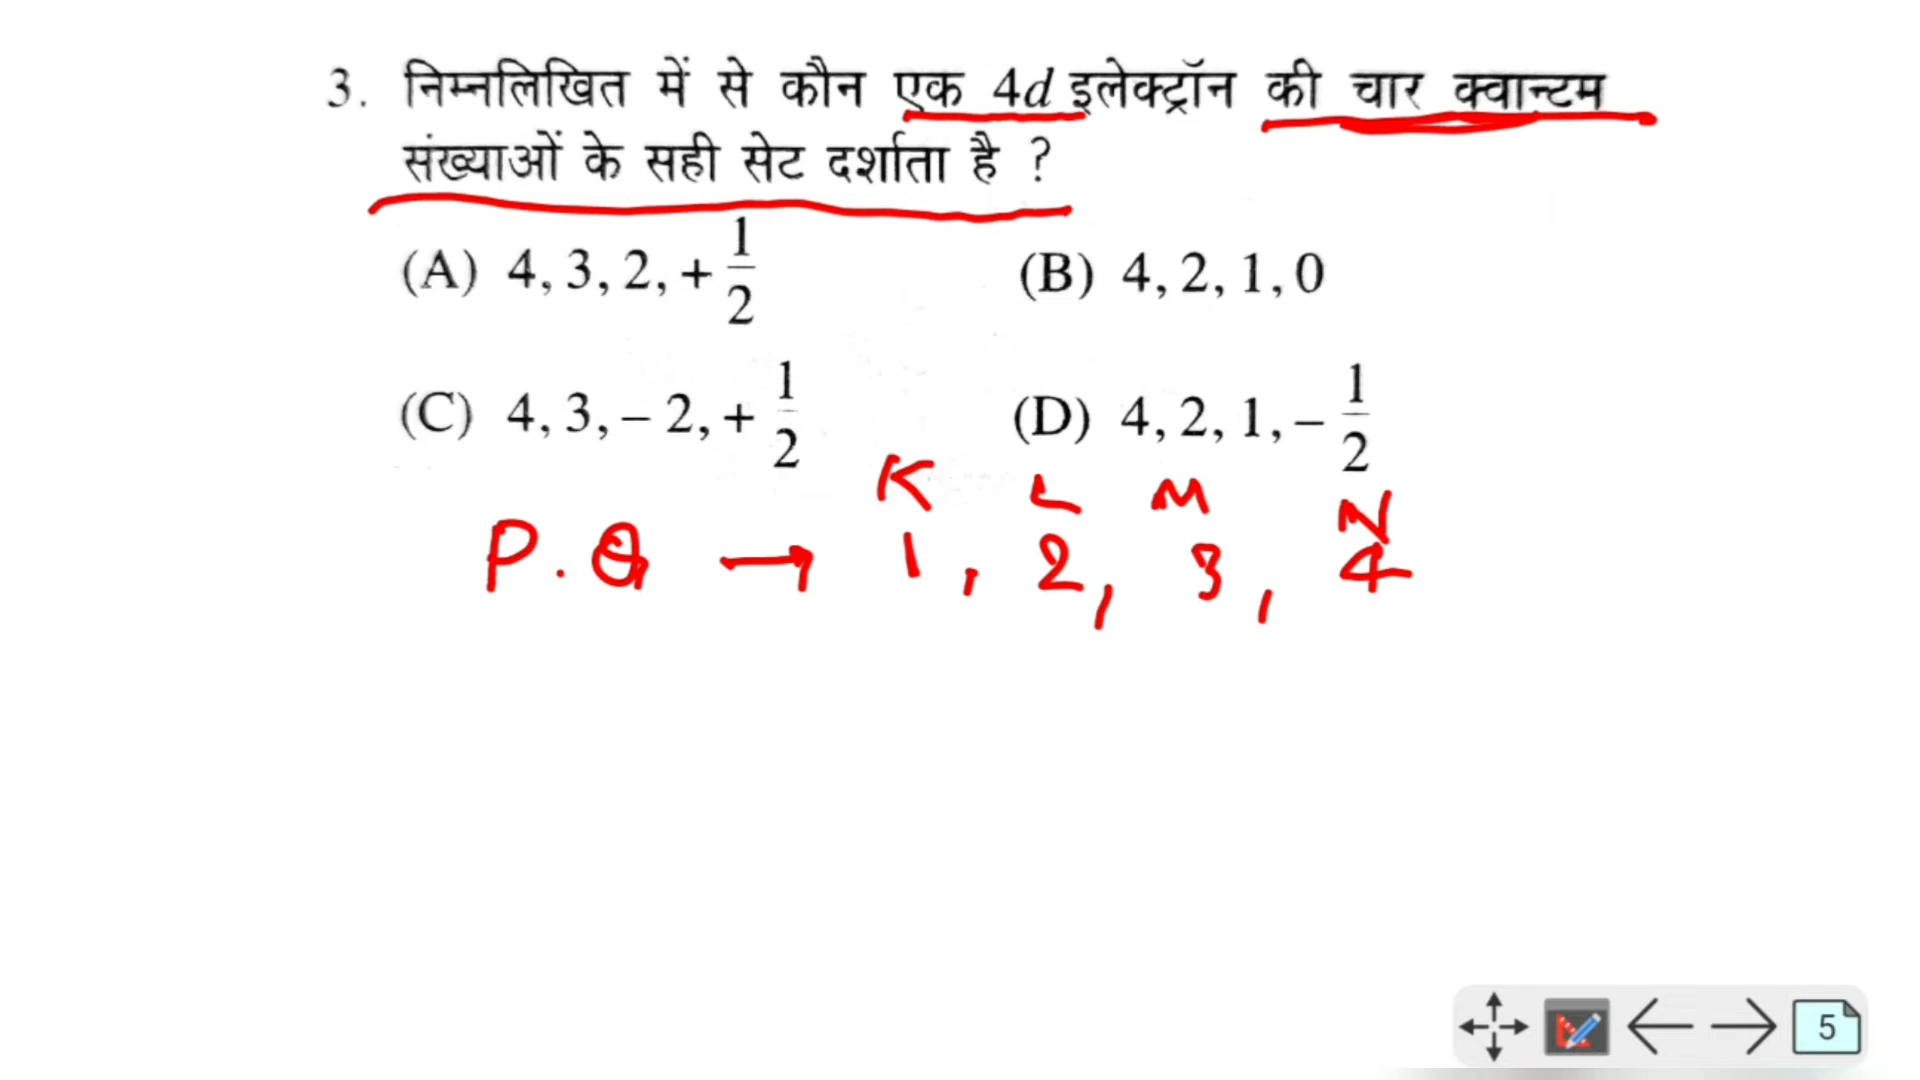 3. निम्नलिखित में से कौन एक 4d इलेक्ट्रॉन की चार क्वान्टम
संख्याओं के सही सेट दर्शाता है ?
(A) 4, 3, 2, + 1/2 (B) 4, 2, 1, 0
(C) 4, 3, – 2, + 1/2 (D) 4, 2, 1, – 1/2
K L M N
P. Q → 1, 2, 3, 4
5